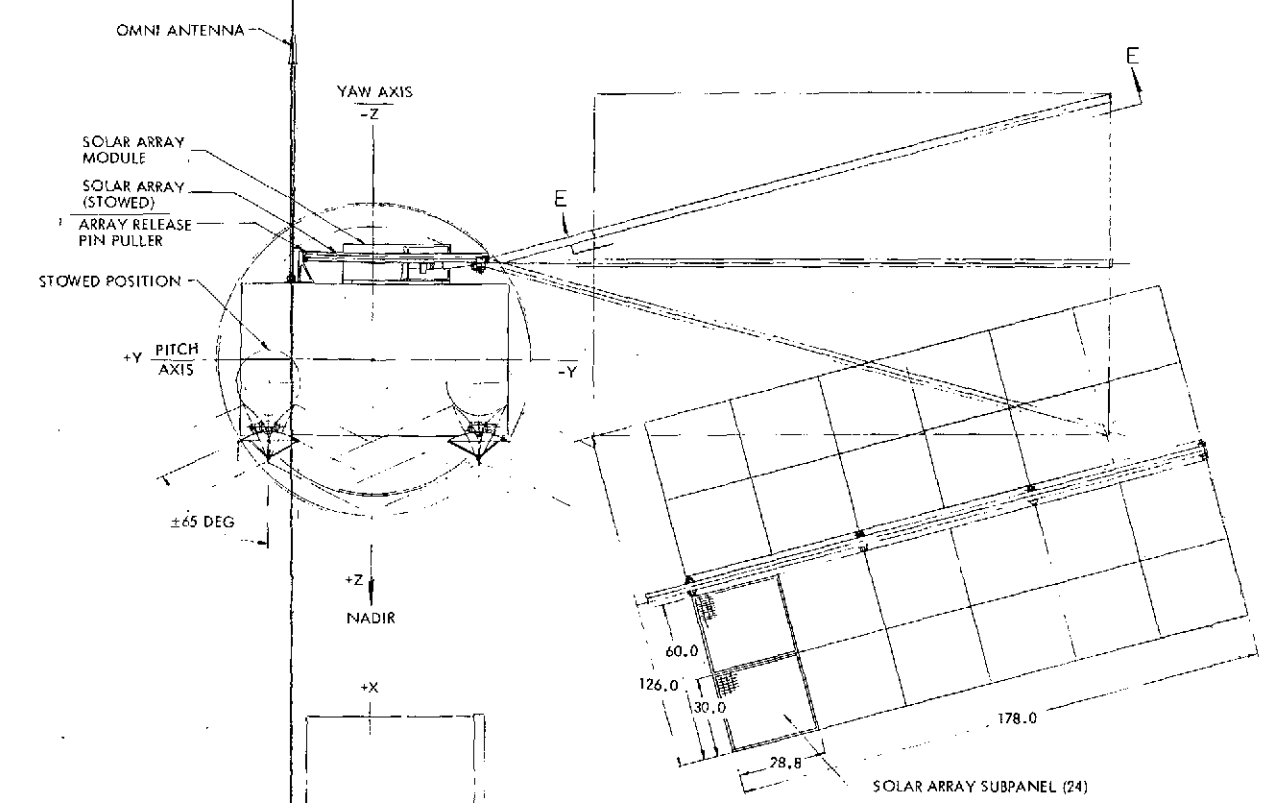 OMNI ANTENNA
YAW AXIS
-Z
E
SOLAR ARRAY
MODULE
SOLAR ARRAY
(STOWED)
ARRAY RELEASE
PIN PULLER
E
STOWED POSITION
+Y PITCH
AXIS
-Y
±65 DEG
+Z
NADIR
60.0
126.0
30.0
+X
178.0
28.8
SOLAR ARRAY SUBPANEL (24)